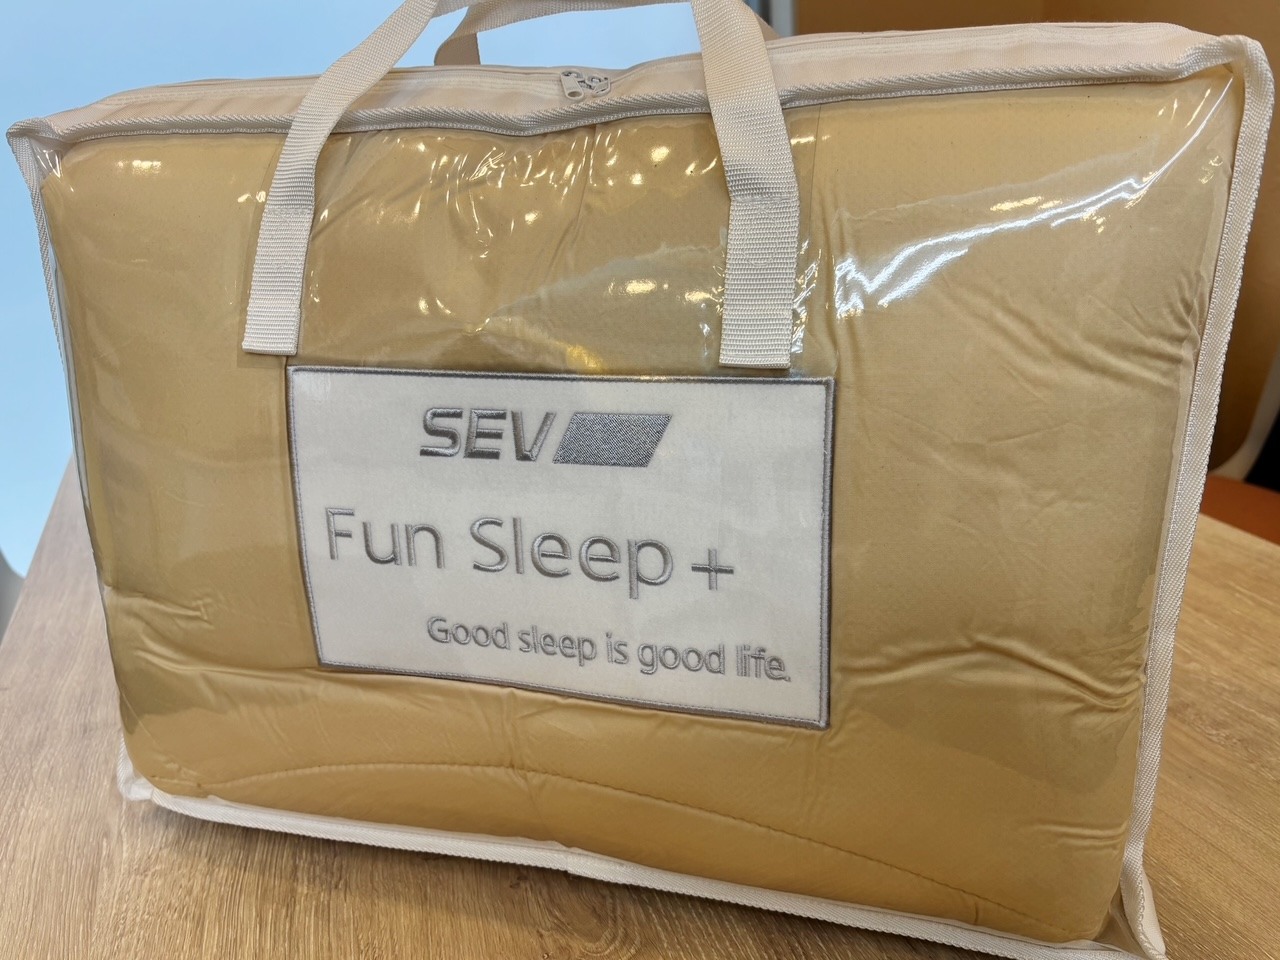 SEV
Fun Sleep +
Good sleep is good life.